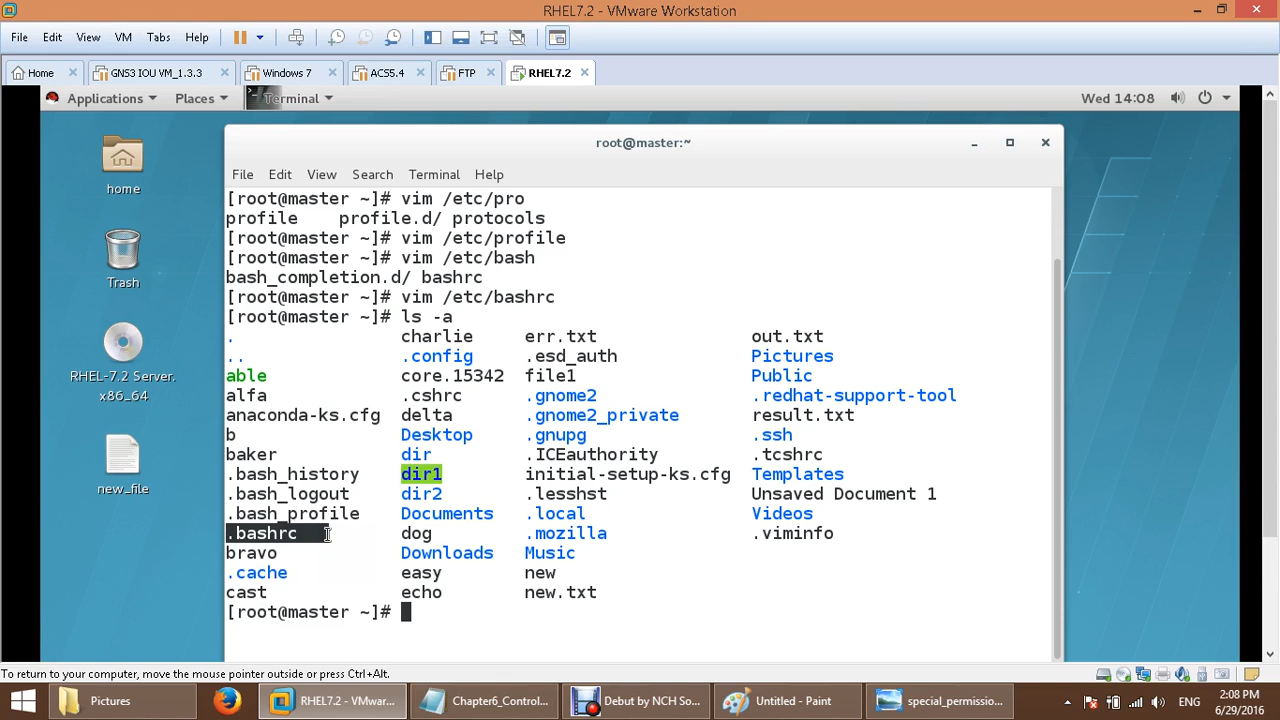 RHEL7.2 - VMware Workstation
File Edit View VM Tabs Help
Home GNS3 IOU VM_1.3.3 Windows 7 ACS5.4 FTP RHEL7.2
Applications Places Terminal Wed 14:08
home
Trash
RHEL-7.2 Server.
x86_64
new_file
root@master:~
File Edit View Search Terminal Help
[root@master ~]# vim /etc/pro
profile profile.d/ protocols
[root@master ~]# vim /etc/profile
[root@master ~]# vim /etc/bash
bash_completion.d/ bashrc
[root@master ~]# vim /etc/bashrc
[root@master ~]# ls -a
. charlie err.txt out.txt
.. .config .esd_auth Pictures
able core.15342 file1 Public
alfa .cshrc .gnome2 .redhat-support-tool
anaconda-ks.cfg delta .gnome2_private result.txt
b Desktop .gnupg .ssh
baker dir .ICEauthority .tcshrc
.bash_history dir1 initial-setup-ks.cfg Templates
.bash_logout dir2 .lesshst Unsaved Document 1
.bash_profile Documents .local Videos
.bashrc dog .mozilla .viminfo
bravo Downloads Music
.cache easy new
cast echo new.txt
[root@master ~]#
To return to your computer, move the mouse pointer outside or press Ctrl+Alt.
Pictures RHEL7.2 - VMwar... Chapter6_Control... Debut by NCH So... Untitled - Paint special_permissio... ENG 2:08 PM
6/29/2016